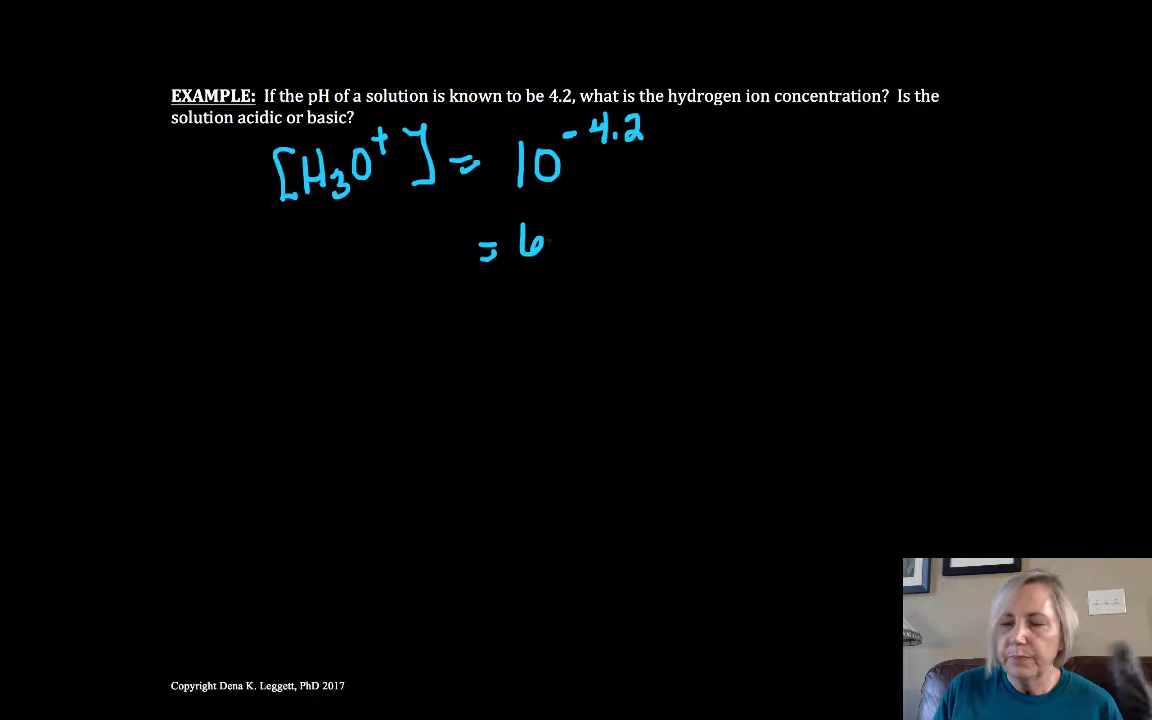 EXAMPLE: If the pH of a solution is known to be 4.2, what is the hydrogen ion concentration? Is the
solution acidic or basic?
[H₃O⁺] = 10⁻⁴·²
= 6
Copyright Dena K. Leggett, PhD 2017